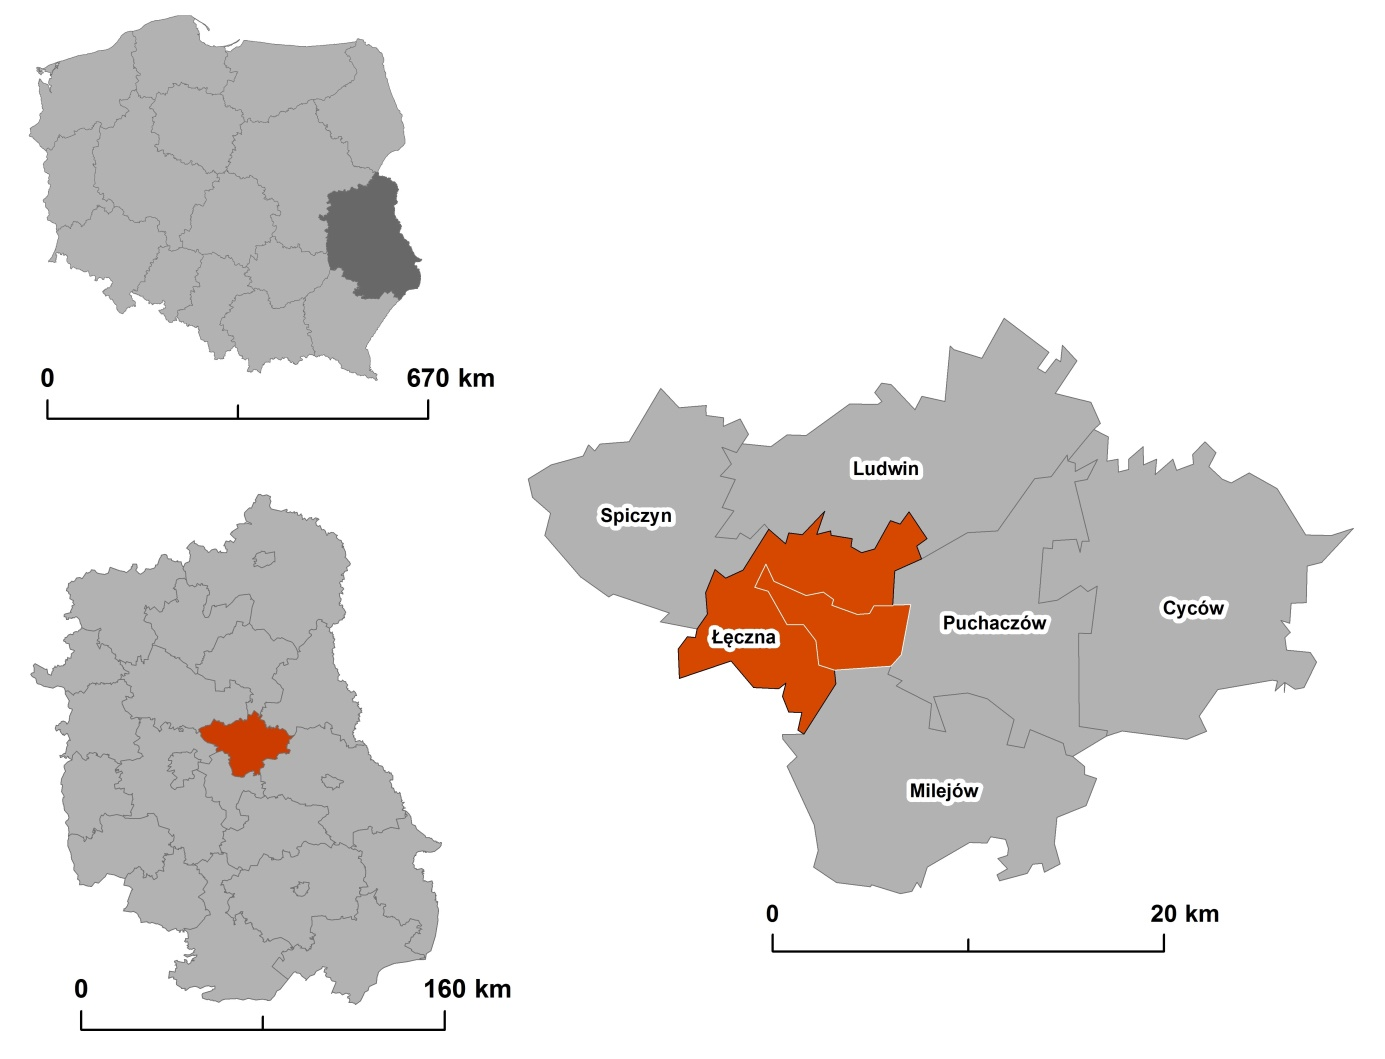 0 670 km
Ludwin
Spiczyn
Cyców
Puchaczów
Łęczna
Milejów
0 20 km
0 160 km